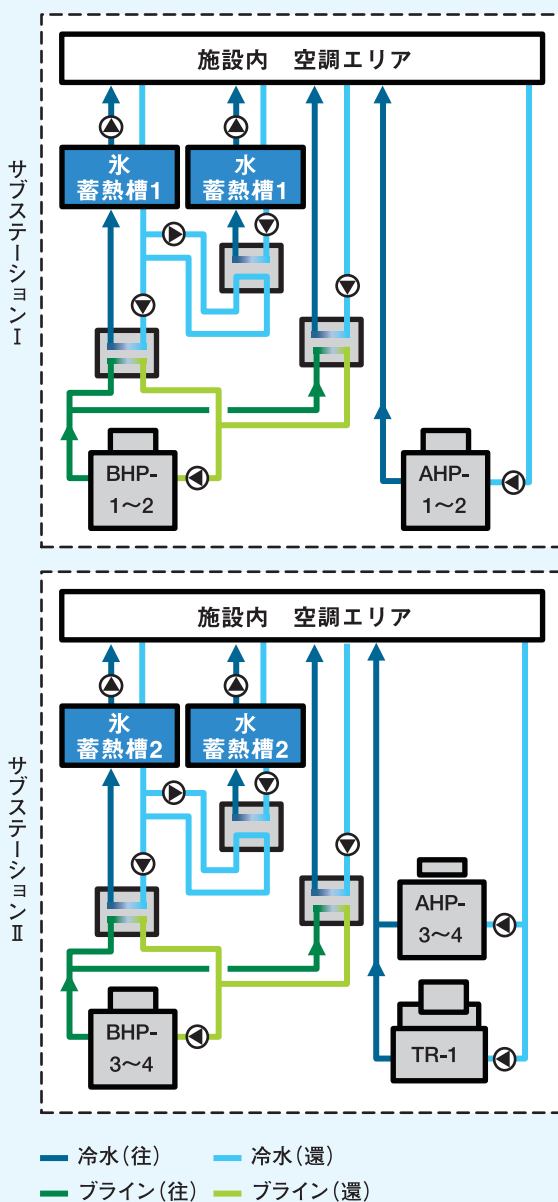 サブステーションⅠ
施設内 空調エリア
氷
蓄熱槽1
水
蓄熱槽1
BHP-
1〜2
AHP-
1〜2
サブステーションⅡ
施設内 空調エリア
氷
蓄熱槽2
水
蓄熱槽2
AHP-
3〜4
BHP-
3〜4
TR-1
冷水(往) 冷水(還)
ブライン(往) ブライン(還)